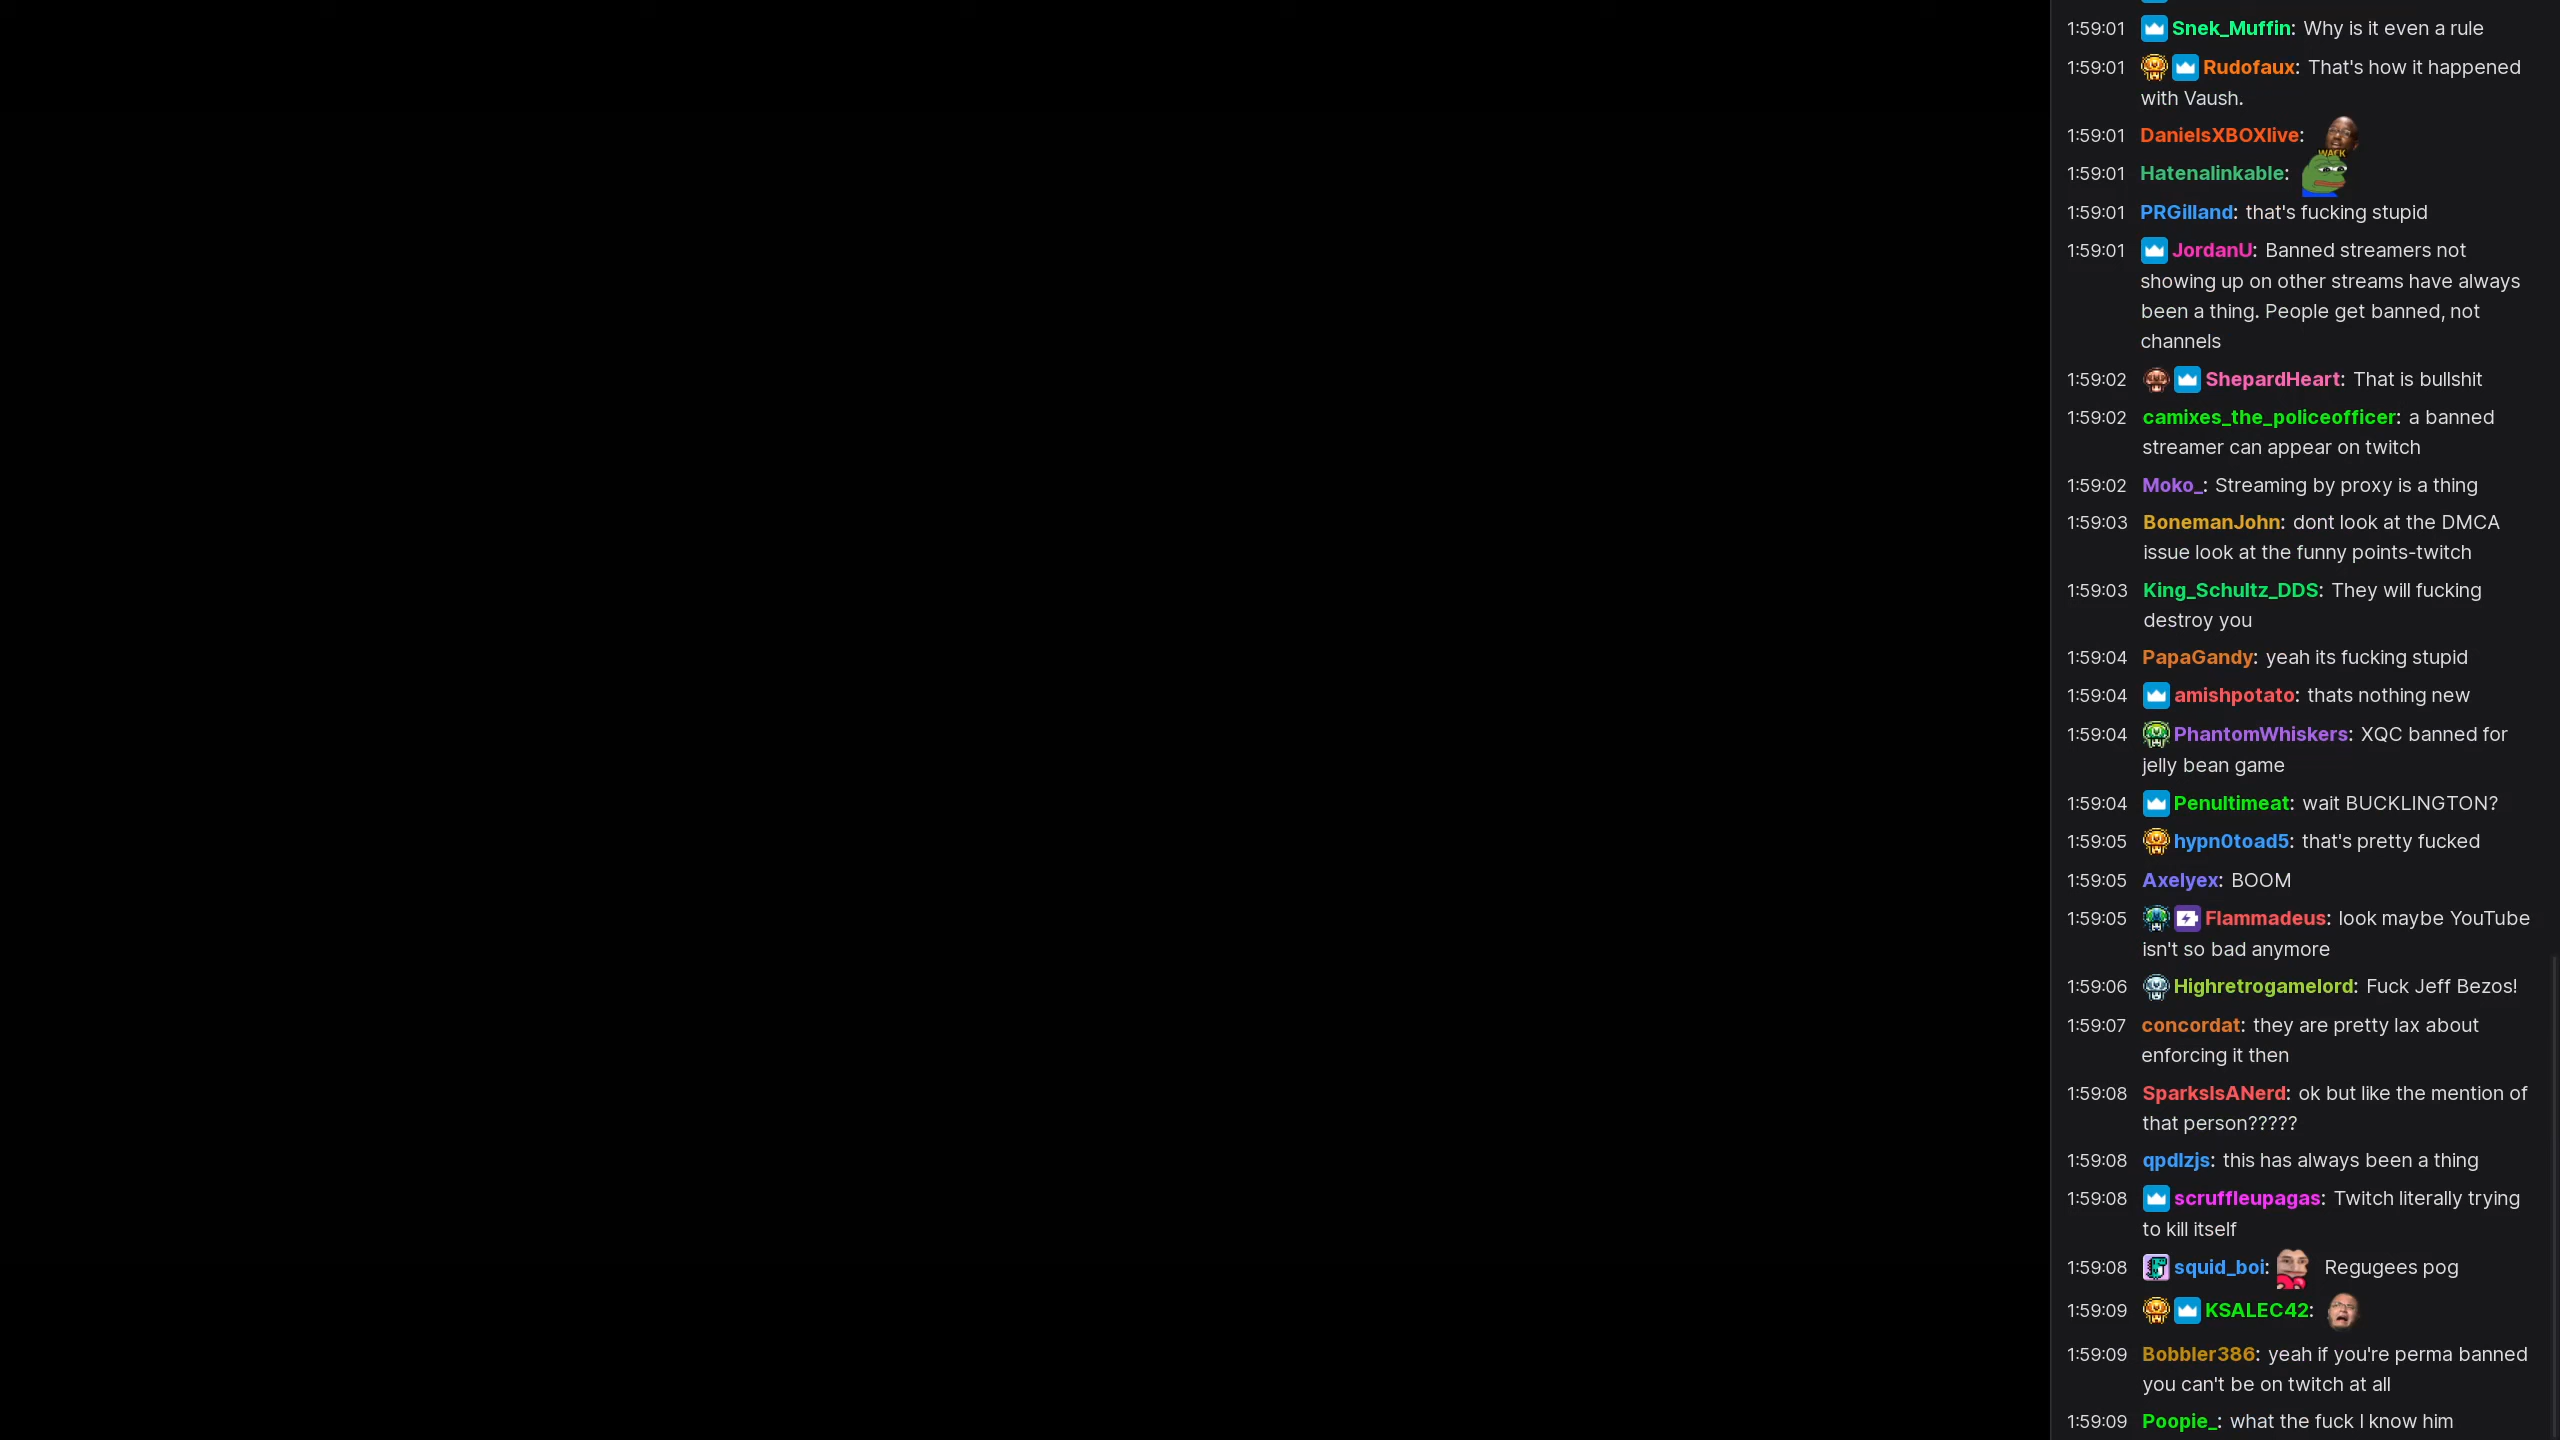 1:59:01 Snek_Muffin: Why is it even a rule
1:59:01 Rudofaux: That's how it happened
with Vaush.
1:59:01 DanielsXBOXlive:
WACK
1:59:01 Hatenalinkable:
1:59:01 PRGilland: that's fucking stupid
1:59:01 JordanU: Banned streamers not
showing up on other streams have always
been a thing. People get banned, not
channels
1:59:02 ShepardHeart: That is bullshit
1:59:02 camixes_the_policeofficer: a banned
streamer can appear on twitch
1:59:02 Moko_: Streaming by proxy is a thing
1:59:03 BonemanJohn: dont look at the DMCA
issue look at the funny points-twitch
1:59:03 King_Schultz_DDS: They will fucking
destroy you
1:59:04 PapaGandy: yeah its fucking stupid
1:59:04 amishpotato: thats nothing new
1:59:04 PhantomWhiskers: XQC banned for
jelly bean game
1:59:04 Penultimeat: wait BUCKLINGTON?
1:59:05 hypn0toad5: that's pretty fucked
1:59:05 Axelyex: BOOM
1:59:05 Flammadeus: look maybe YouTube
isn't so bad anymore
1:59:06 Highretrogamelord: Fuck Jeff Bezos!
1:59:07 concordat: they are pretty lax about
enforcing it then
1:59:08 SparksIsANerd: ok but like the mention of
that person?????
1:59:08 qpdlzjs: this has always been a thing
1:59:08 scruffleupagas: Twitch literally trying
to kill itself
1:59:08 squid_boi: Regugees pog
1:59:09 KSALEC42:
1:59:09 Bobbler386: yeah if you're perma banned
you can't be on twitch at all
1:59:09 Poopie_: what the fuck I know him